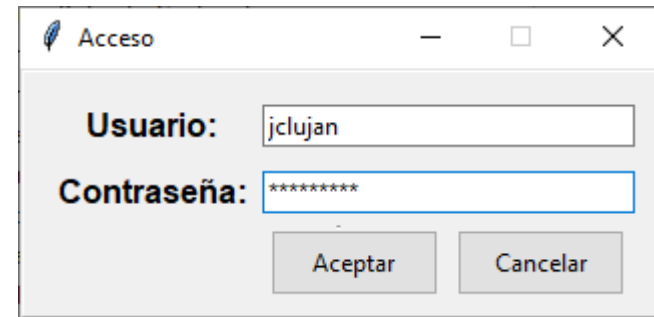 Acceso
Usuario: jclujan
Contraseña: *********
Aceptar Cancelar